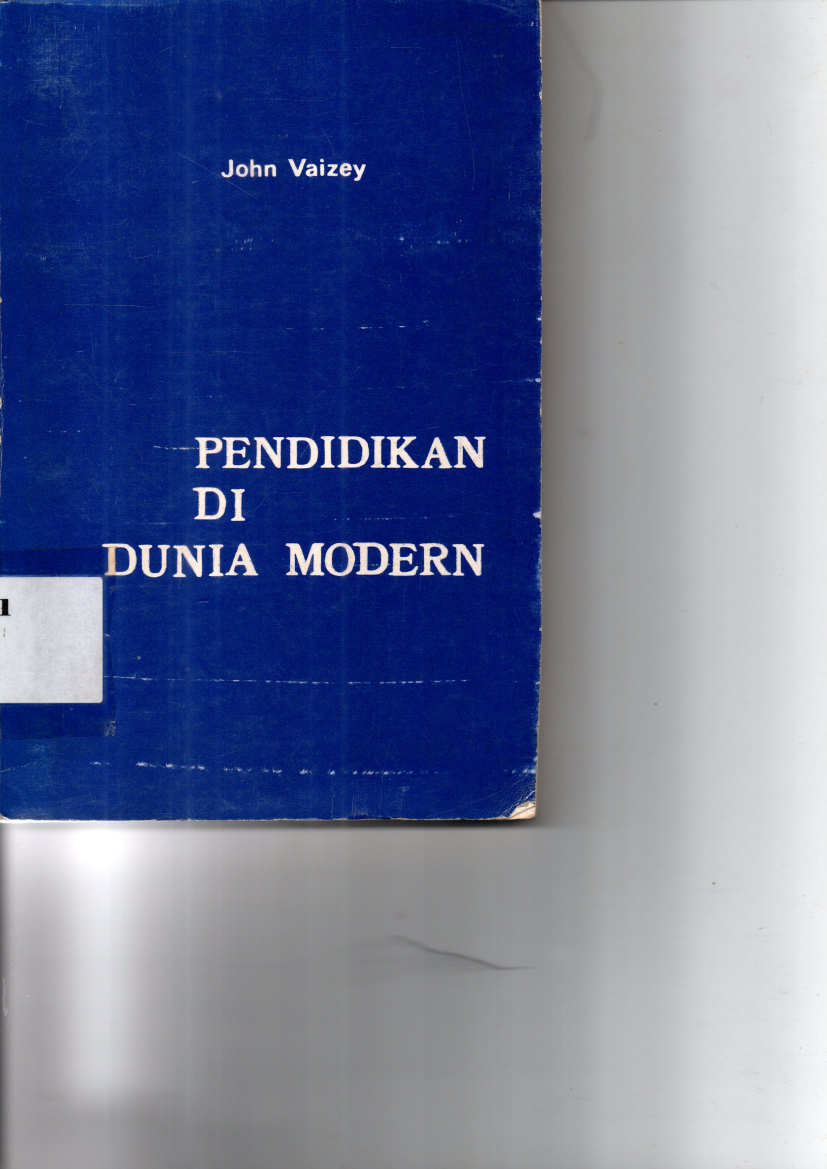 John Vaizey
PENDIDIKAN
DI
DUNIA MODERN